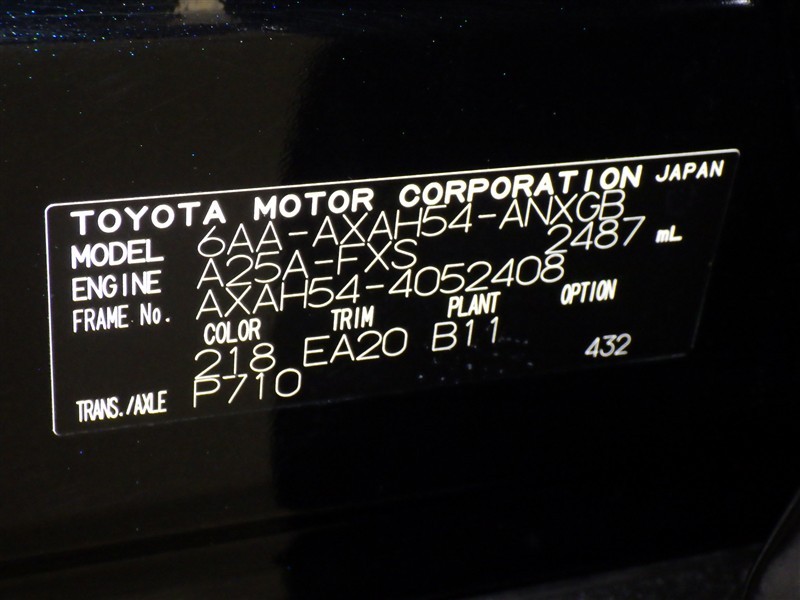 TOYOTA MOTOR CORPORATION JAPAN
MODEL 6AA-AXAH54-ANXGB
ENGINE A25A-FXS 2487 mL
FRAME No. AXAH54-4052408
COLOR TRIM PLANT OPTION
218 EA20 B11 432
TRANS./AXLE P710